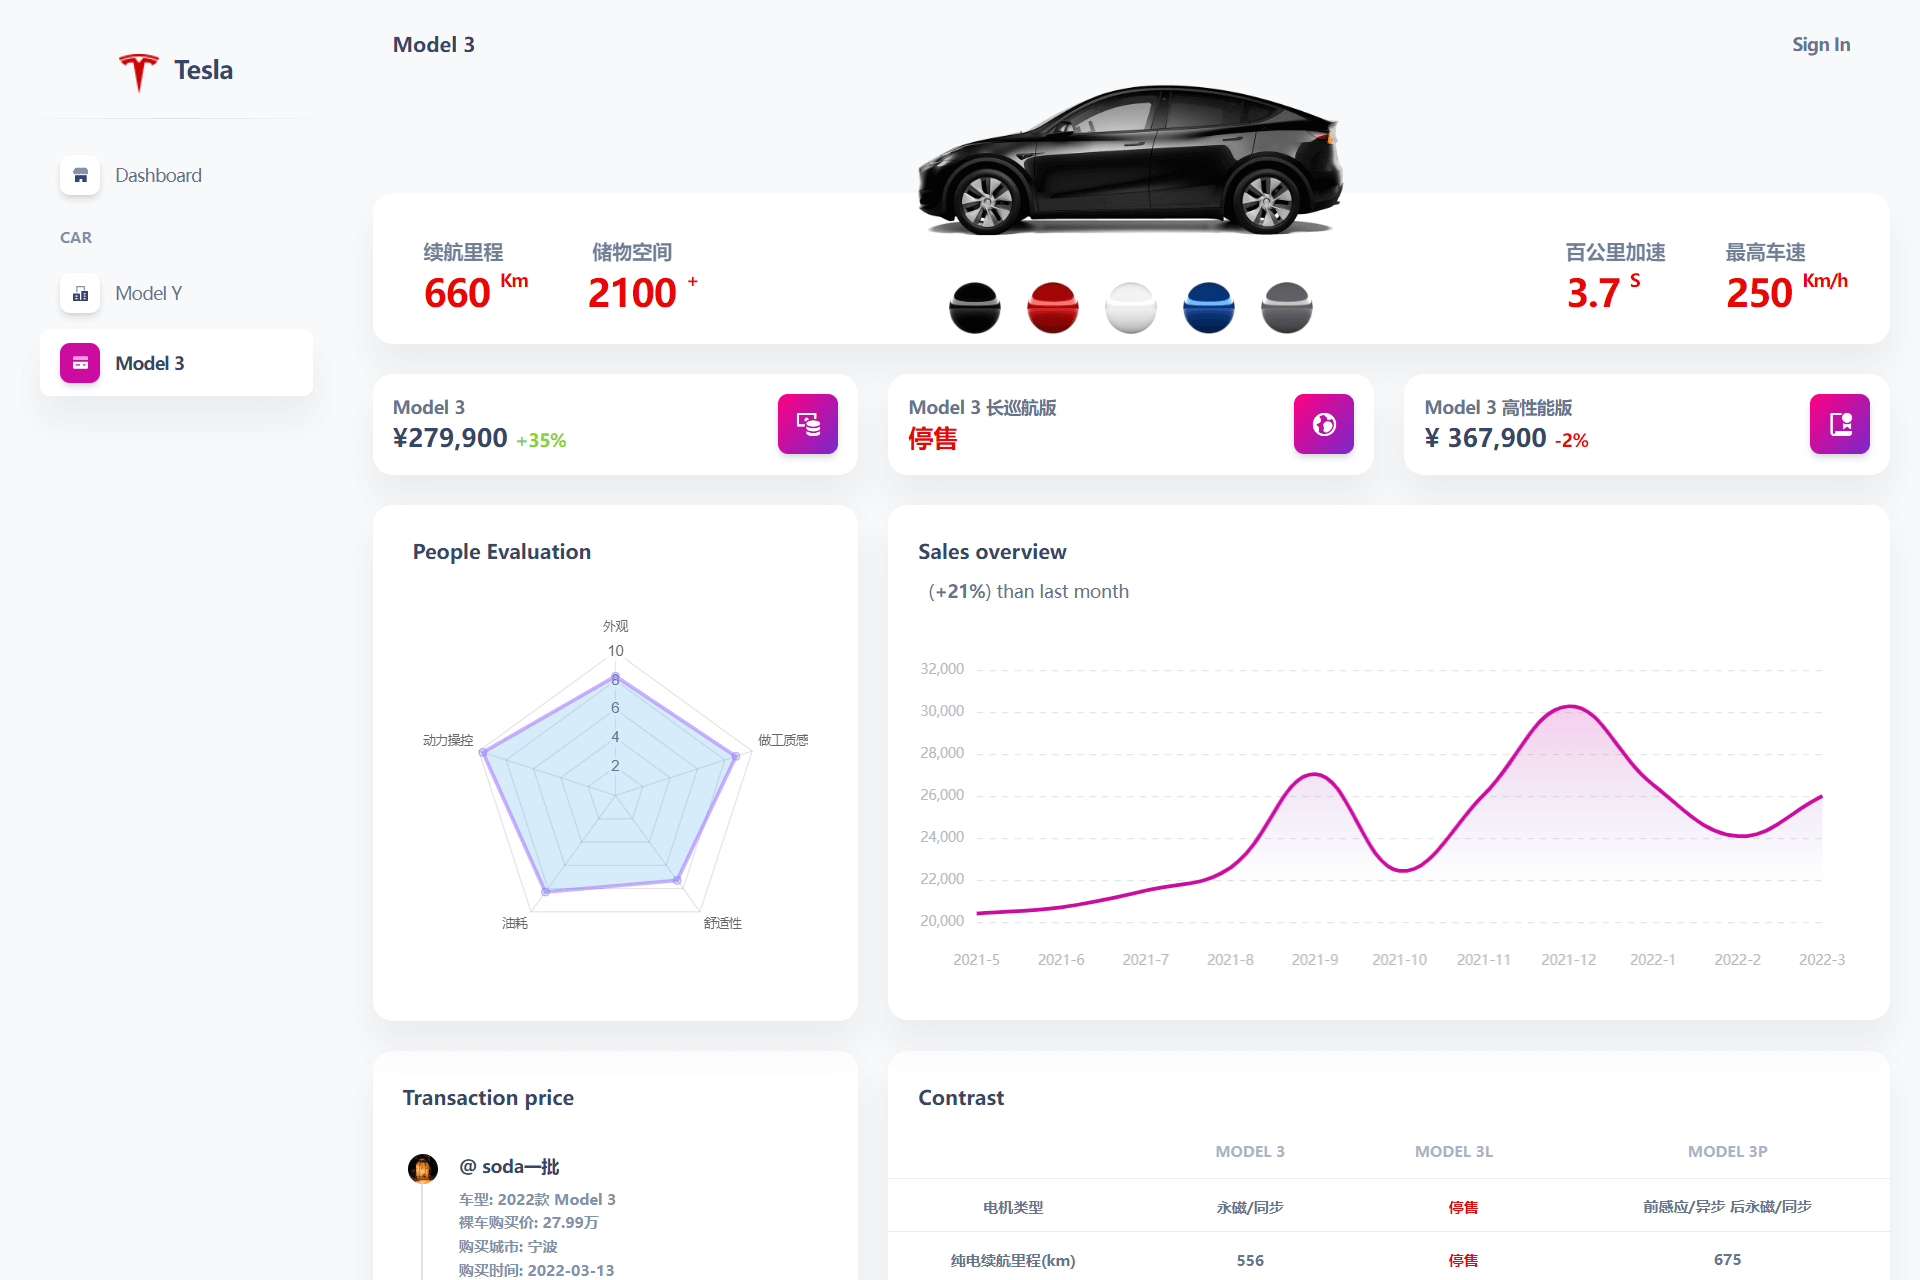 Tesla
Dashboard
CAR
Model Y
Model 3
Model 3
Sign In
续航里程
660 Km
储物空间
2100 +
百公里加速
3.7 S
最高车速
250 Km/h
Model 3
¥279,900 +35%
Model 3 长巡航版
停售
Model 3 高性能版
¥ 367,900 -2%
People Evaluation
外观
10
8
6
4
2
动力操控
做工质感
油耗
舒适性
Sales overview
(+21%) than last month
32,000
30,000
28,000
26,000
24,000
22,000
20,000
2021-5 2021-6 2021-7 2021-8 2021-9 2021-10 2021-11 2021-12 2022-1 2022-2 2022-3
Transaction price
@ soda一批
车型: 2022款 Model 3
裸车购买价: 27.99万
购买城市: 宁波
购买时间: 2022-03-13
Contrast
MODEL 3 MODEL 3L MODEL 3P
电机类型 永磁/同步 停售 前感应/异步 后永磁/同步
纯电续航里程(km) 556 停售 675